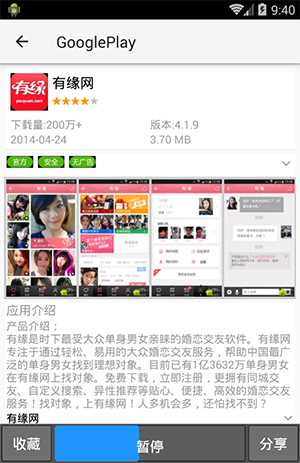 9:40
GooglePlay
有缘
youyuan.com
有缘网
下载量:200万+
版本:4.1.9
2014-04-24
3.70 MB
官方
安全
无广告
有缘
有缘
有缘
应用介绍
产品介绍：
有缘是时下最受大众单身男女亲睐的婚恋交友软件。有缘网
专注于通过轻松、易用的大众婚恋交友服务，帮助中国最广
泛的单身男女找到理想对象。目前已有1亿3632万单身男女
在有缘网上找对象。免费下载，立即注册，更拥有同城交
友、自定义搜索、异性推荐等贴心、便捷、高效的婚恋交友
服务！找对象，上有缘网！人多机会多，还怕找不到？
有缘网
收藏
暂停
分享